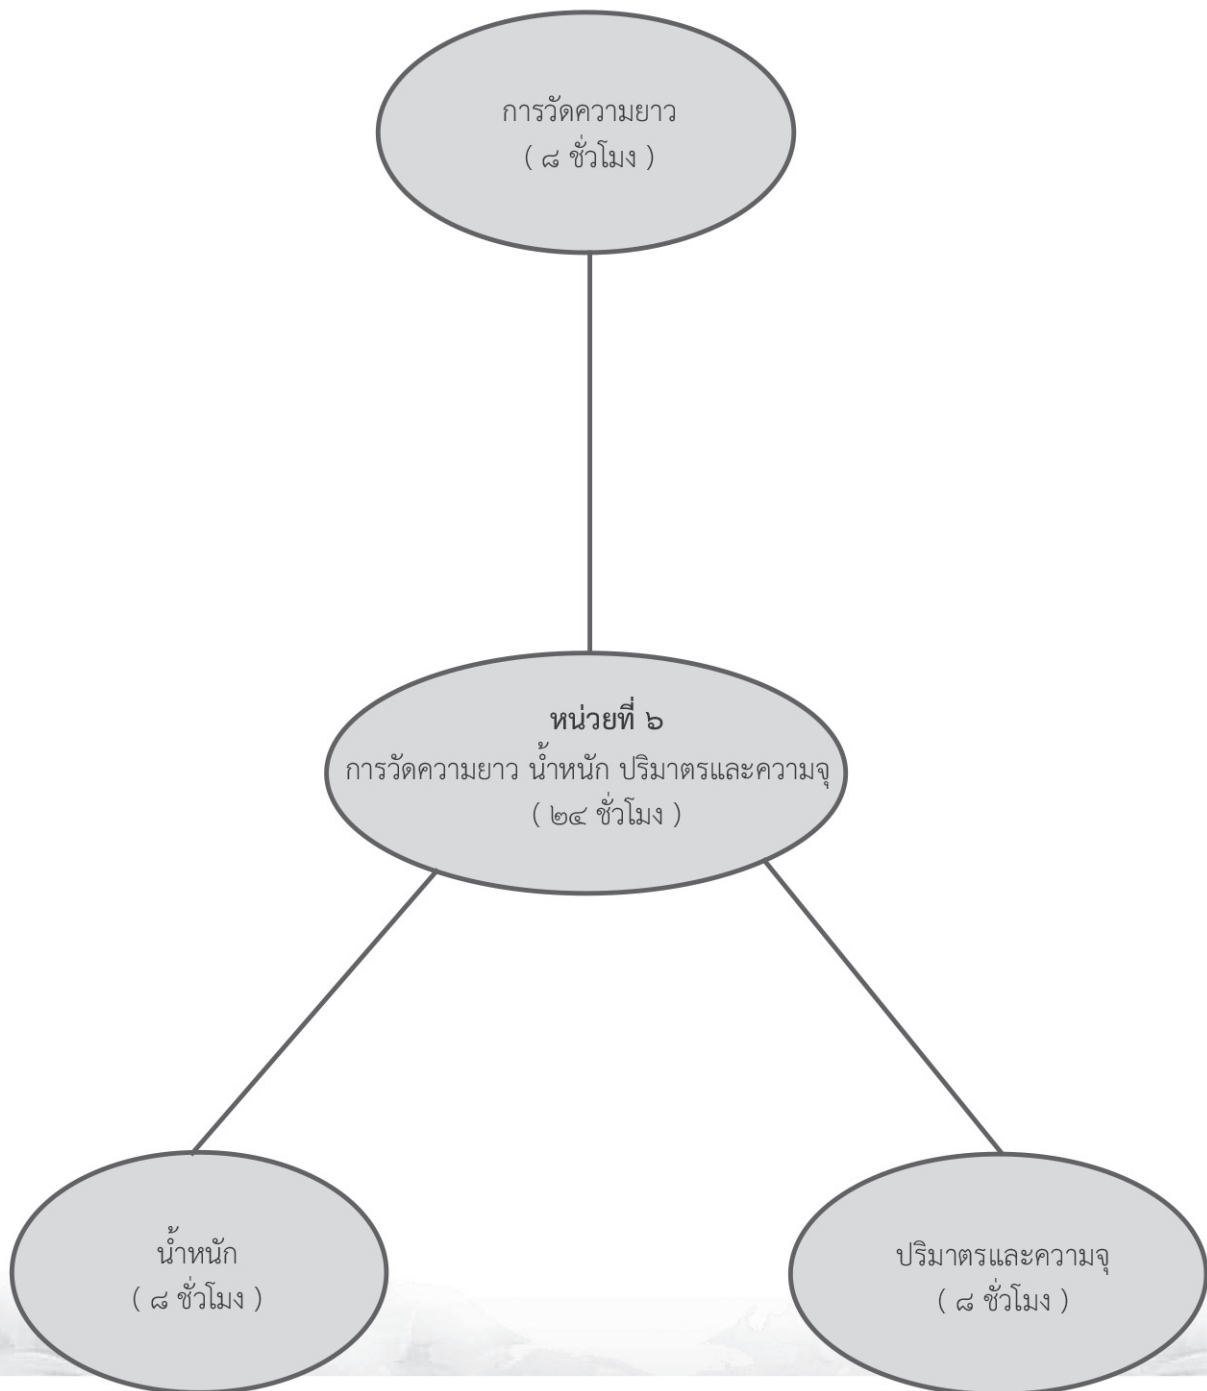 การวัดความยาว
( ๘ ชั่วโมง )
หน่วยที่ ๖
การวัดความยาว น้ำหนัก ปริมาตรและความจุ
( ๒๔ ชั่วโมง )
น้ำหนัก
( ๘ ชั่วโมง )
ปริมาตรและความจุ
( ๘ ชั่วโมง )